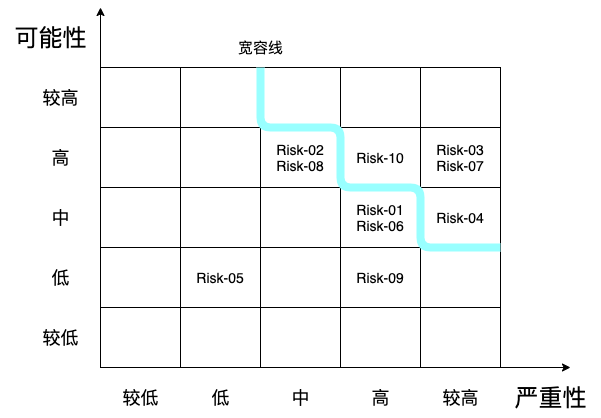 可能性
宽容线
较高
高
Risk-02
Risk-08
Risk-10
Risk-03
Risk-07
中
Risk-01
Risk-06
Risk-04
低
Risk-05
Risk-09
较低
较低
低
中
高
较高
严重性